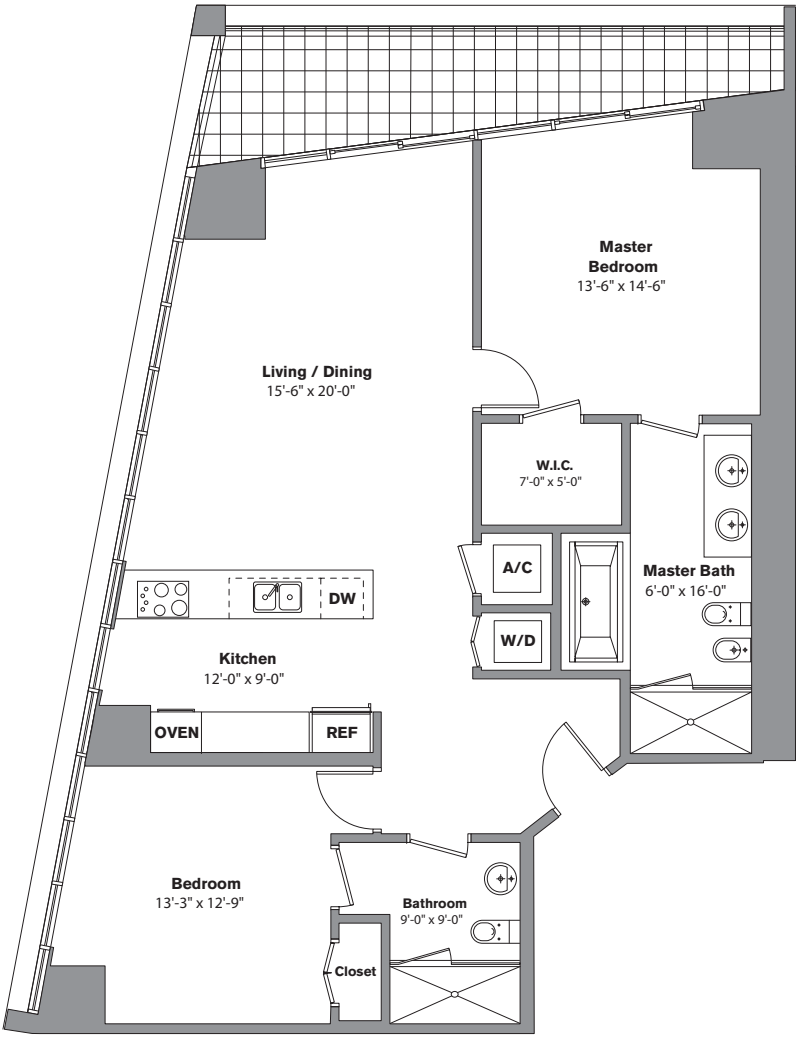 Master
Bedroom
13'-6" x 14'-6"
Living / Dining
15'-6" x 20'-0"
W.I.C.
7'-0" x 5'-0"
A/C
Master Bath
6'-0" x 16'-0"
DW
W/D
Kitchen
12'-0" x 9'-0"
OVEN
REF
Bedroom
13'-3" x 12'-9"
Bathroom
9'-0" x 9'-0"
Closet